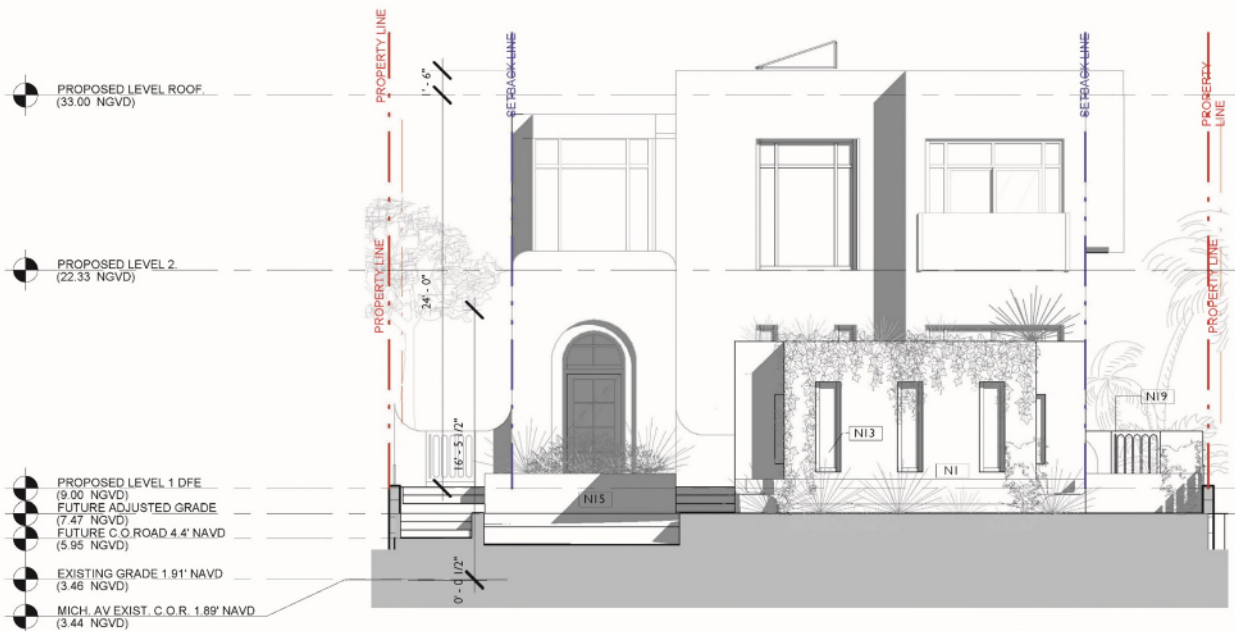 PROPERTY LINE
SETBACK LINE
SETBACK LINE
PROPERTY
LINE
1' - 6"
PROPOSED LEVEL ROOF.
(33.00 NGVD)
PROPOSED LEVEL 2.
(22.33 NGVD)
PROPERTY LINE
24' - 0"
PROPERTY LINE
N19
16' - 5 1/2"
N13
N1
N15
PROPOSED LEVEL 1 DFE
(9.00 NGVD)
FUTURE ADJUSTED GRADE
(7.47 NGVD)
FUTURE C.O.ROAD 4.4' NAVD
(5.95 NGVD)
EXISTING GRADE 1.91' NAVD
(3.46 NGVD)
0' - 0 1/2"
MICH. AV EXIST. C.O.R. 1.89' NAVD
(3.44 NGVD)